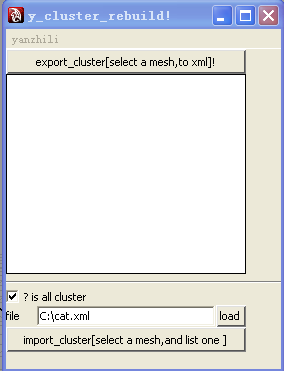 y_cluster_rebuild!
yanzhili
export_cluster[select a mesh,to xml]!
? is all cluster
file C:\cat.xml load
import_cluster[select a mesh,and list one ]